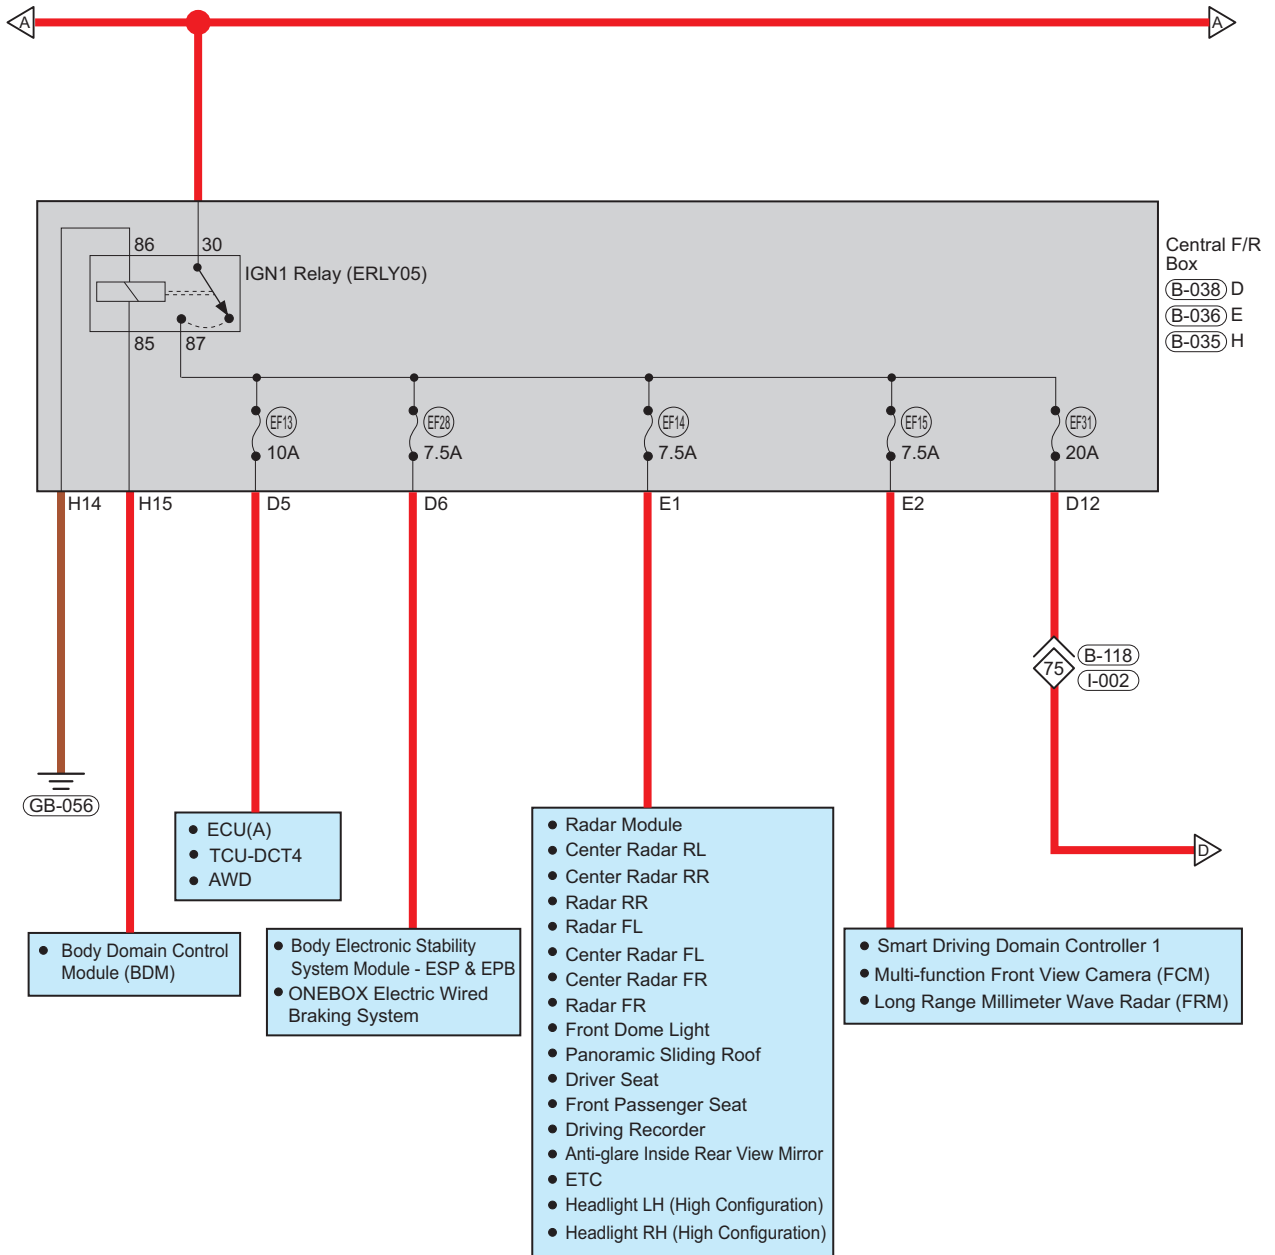 A
A
86
30
IGN1 Relay (ERLY05)
85
87
Central F/R
Box
B-038 D
B-036 E
B-035 H
EF13
10A
EF28
7.5A
EF14
7.5A
EF15
7.5A
EF31
20A
H14
H15
D5
D6
E1
E2
D12
75
B-118
I-002
GB-056
D
• ECU(A)
• TCU-DCT4
• AWD
• Body Domain Control
Module (BDM)
• Body Electronic Stability
System Module - ESP & EPB
• ONEBOX Electric Wired
Braking System
• Radar Module
• Center Radar RL
• Center Radar RR
• Radar RR
• Radar FL
• Center Radar FL
• Center Radar FR
• Radar FR
• Front Dome Light
• Panoramic Sliding Roof
• Driver Seat
• Front Passenger Seat
• Driving Recorder
• Anti-glare Inside Rear View Mirror
• ETC
• Headlight LH (High Configuration)
• Headlight RH (High Configuration)
• Smart Driving Domain Controller 1
• Multi-function Front View Camera (FCM)
• Long Range Millimeter Wave Radar (FRM)